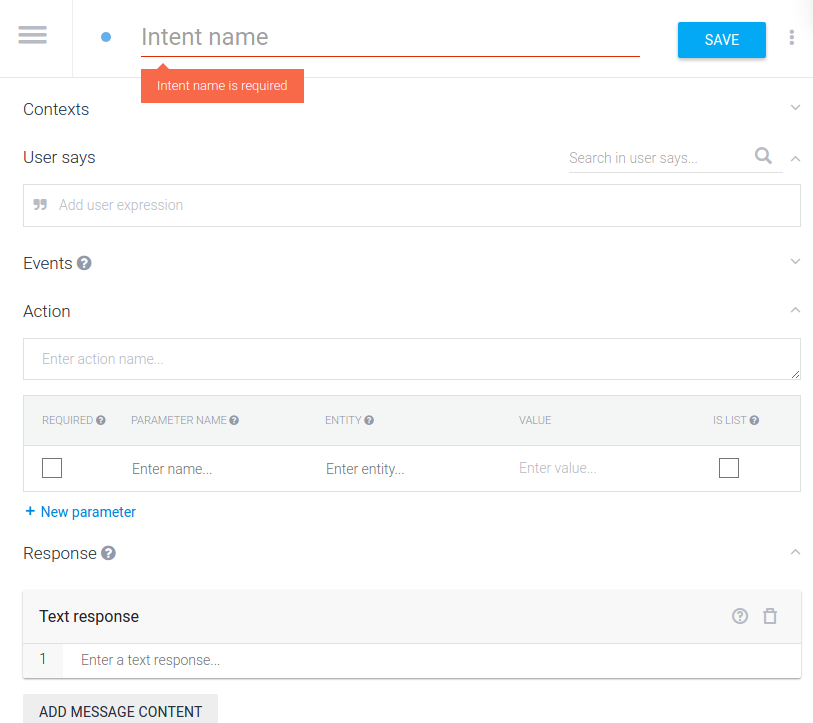 Intent name
SAVE
Intent name is required
Contexts
User says
Search in user says...
Add user expression
Events
Action
Enter action name...
REQUIRED PARAMETER NAME ENTITY VALUE IS LIST
Enter name... Enter entity... Enter value...
+ New parameter
Response
Text response
1 Enter a text response...
ADD MESSAGE CONTENT